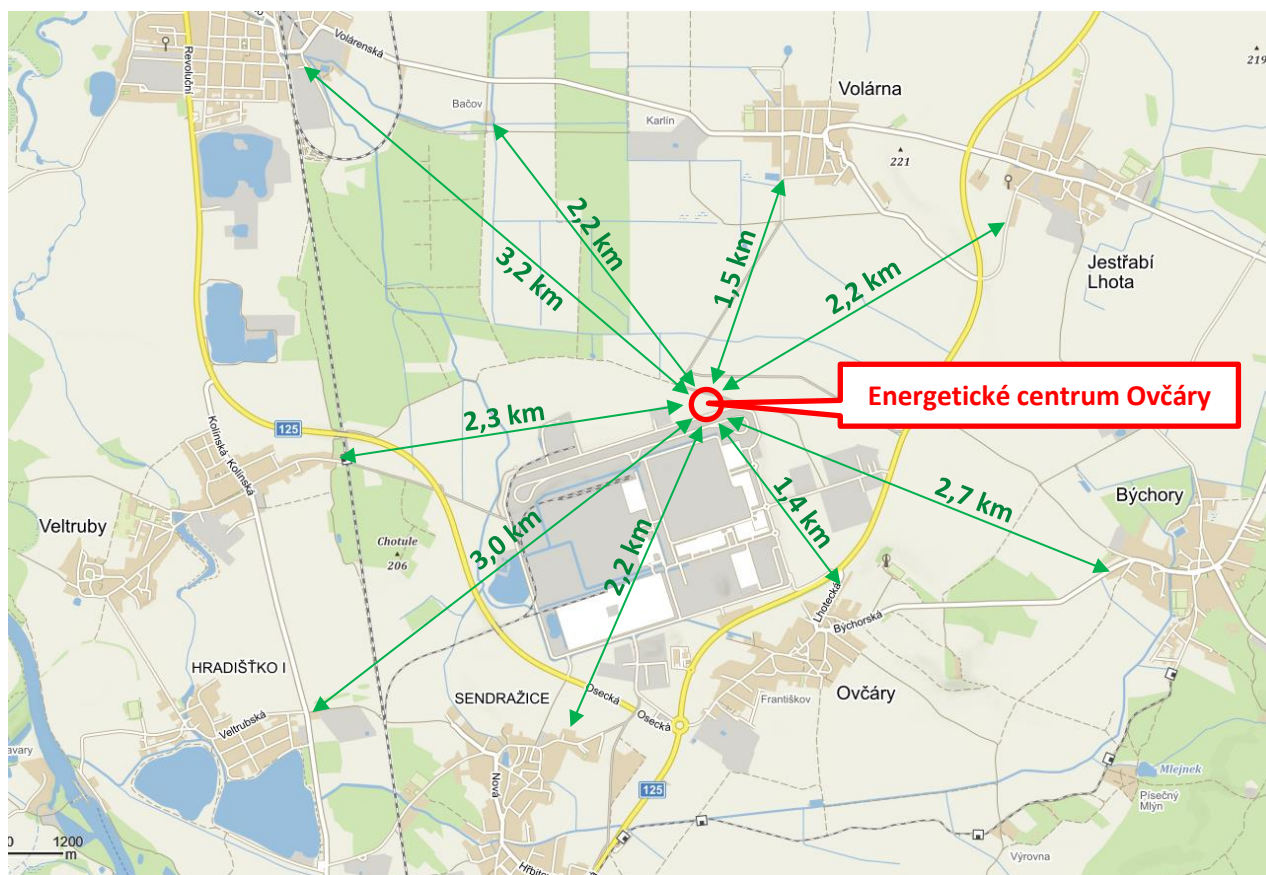 Revoluční
Volárenská
Bačov
Karlín
Volárna
221
219
Jestřabí
Lhota
2,2 km
3,2 km
1,5 km
2,2 km
Energetické centrum Ovčáry
2,3 km
125
Kolínská
Kolínská
Veltruby
Chotule
206
3,0 km
2,2 km
1,4 km
2,7 km
Býchory
Lhotecká
Býchorská
HRADIŠŤKO I
Veltrubská
SENDRAŽICE
Osecká
Osecká
Františkov
Ovčáry
Nová
125
Mlejnek
Písečný
Mlýn
Výrovna
avary
0 1200
m